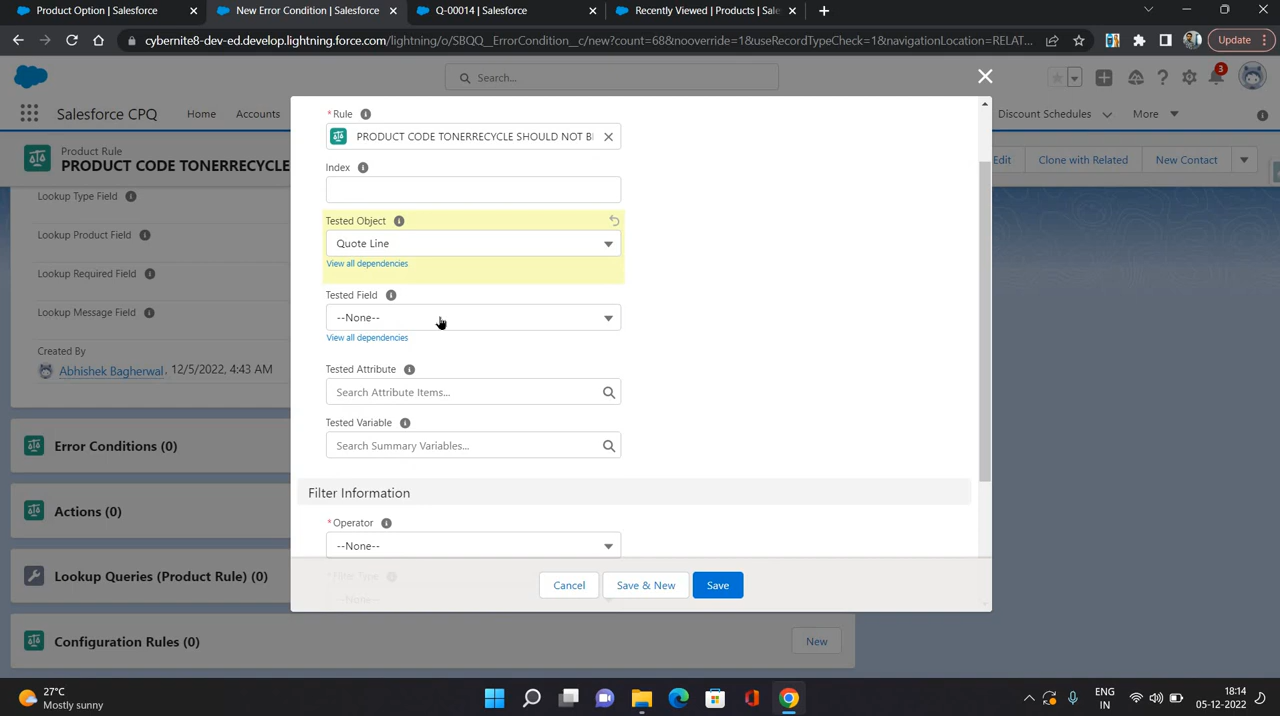 Product Option | Salesforce
New Error Condition | Salesforce
Q-00014 | Salesforce
Recently Viewed | Products | Sale
cybernite8-dev-ed.develop.lightning.force.com/lightning/o/SBQQ__ErrorCondition__c/new?count=68&nooverride=1&useRecordTypeCheck=1&navigationLocation=RELAT...
Update
Search...
3
Salesforce CPQ
Home
Accounts
Discount Schedules
More
Product Rule
PRODUCT CODE TONERRECYCLE
Edit
Clone with Related
New Contact
* Rule
PRODUCT CODE TONERRECYCLE SHOULD NOT BI
Index
Tested Object
Quote Line
View all dependencies
Tested Field
--None--
View all dependencies
Tested Attribute
Search Attribute Items...
Tested Variable
Search Summary Variables...
Filter Information
* Operator
--None--
* Filter Type
--None--
Cancel
Save & New
Save
Lookup Type Field
Lookup Product Field
Lookup Required Field
Lookup Message Field
Created By
Abhishek Bagherwal, 12/5/2022, 4:43 AM
Error Conditions (0)
Actions (0)
Lookup Queries (Product Rule) (0)
Configuration Rules (0)
New
27°C
Mostly sunny
ENG
IN
18:14
05-12-2022